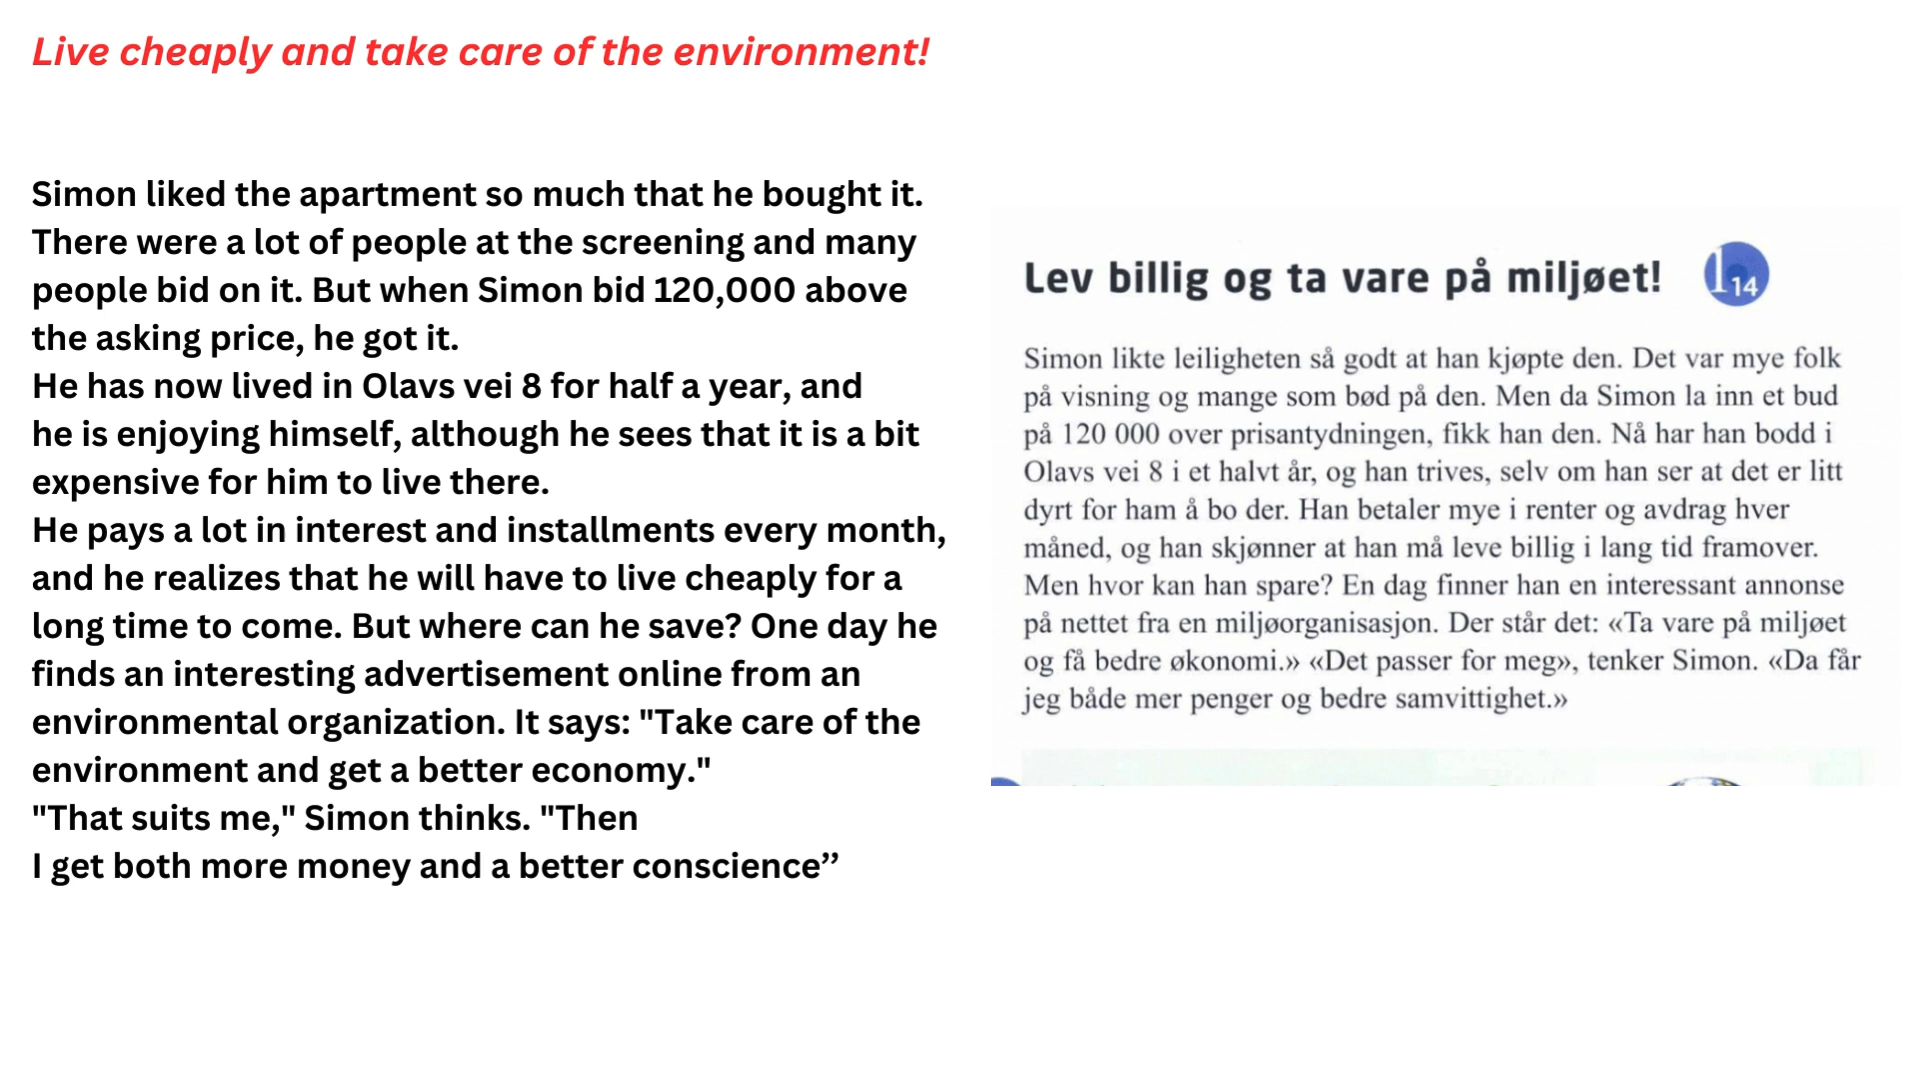 Live cheaply and take care of the environment!
Simon liked the apartment so much that he bought it.
There were a lot of people at the screening and many
people bid on it. But when Simon bid 120,000 above
the asking price, he got it.
He has now lived in Olavs vei 8 for half a year, and
he is enjoying himself, although he sees that it is a bit
expensive for him to live there.
He pays a lot in interest and installments every month,
and he realizes that he will have to live cheaply for a
long time to come. But where can he save? One day he
finds an interesting advertisement online from an
environmental organization. It says: "Take care of the
environment and get a better economy."
"That suits me," Simon thinks. "Then
I get both more money and a better conscience”
Lev billig og ta vare på miljøet! 1 14
Simon likte leiligheten så godt at han kjøpte den. Det var mye folk
på visning og mange som bød på den. Men da Simon la inn et bud
på 120 000 over prisantydningen, fikk han den. Nå har han bodd i
Olavs vei 8 i et halvt år, og han trives, selv om han ser at det er litt
dyrt for ham å bo der. Han betaler mye i renter og avdrag hver
måned, og han skjønner at han må leve billig i lang tid framover.
Men hvor kan han spare? En dag finner han en interessant annonse
på nettet fra en miljøorganisasjon. Der står det: «Ta vare på miljøet
og få bedre økonomi.» «Det passer for meg», tenker Simon. «Da får
jeg både mer penger og bedre samvittighet.»